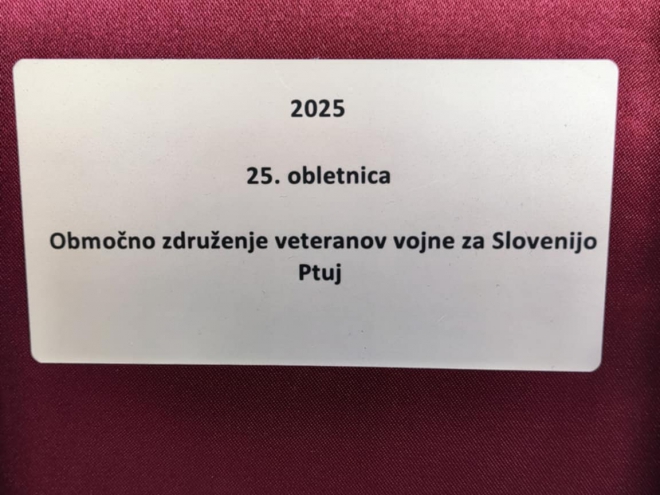 2025
25. obletnica
Območno združenje veteranov vojne za Slovenijo
Ptuj